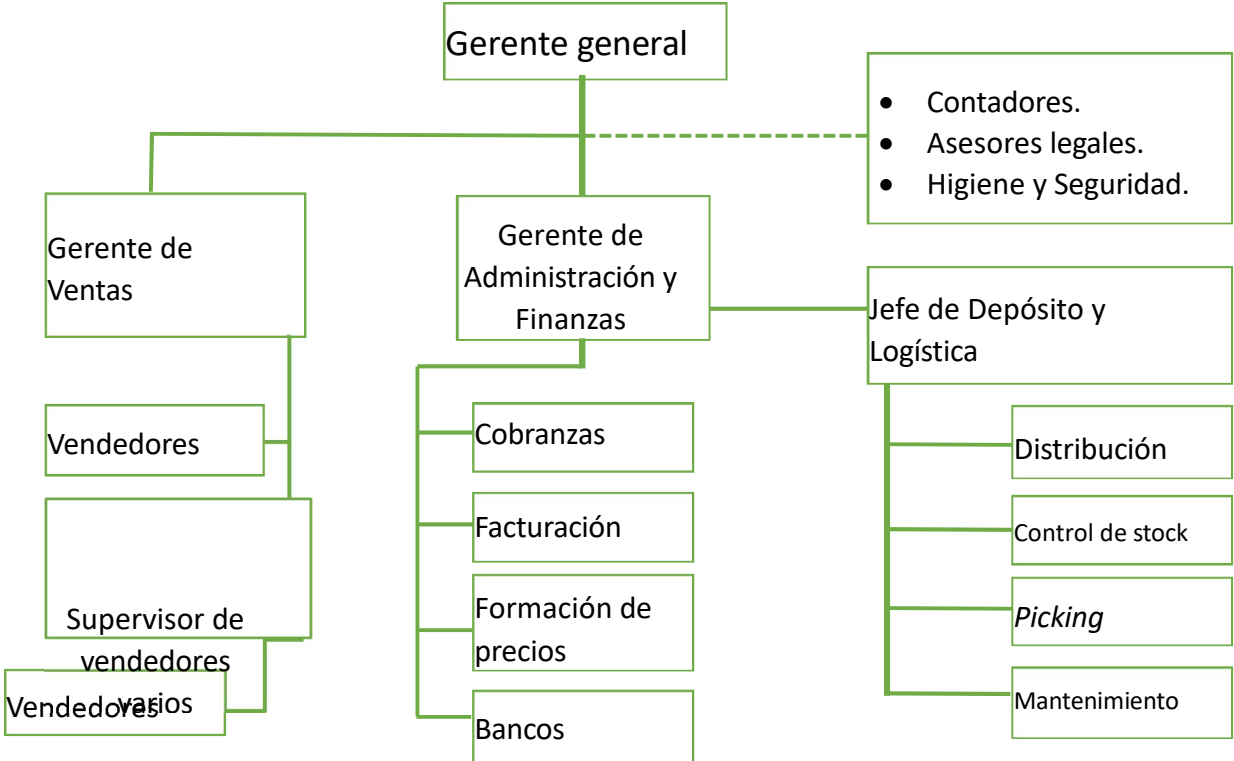 Gerente general
• Contadores.
• Asesores legales.
• Higiene y Seguridad.
Gerente de
Ventas
Gerente de
Administración y
Finanzas
Jefe de Depósito y
Logística
Vendedores
Supervisor de
vendedores
varios
Vendedores
Cobranzas
Facturación
Formación de
precios
Bancos
Distribución
Control de stock
Picking
Mantenimiento